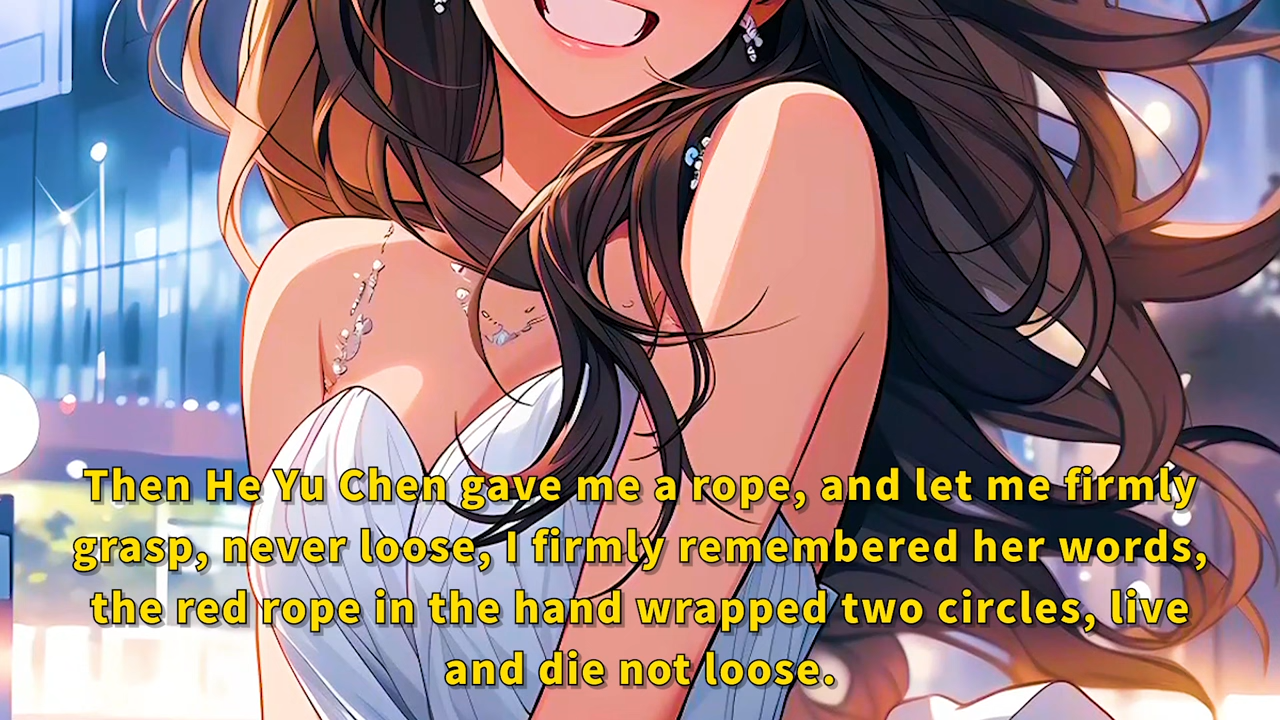 Then He Yu Chen gave me a rope, and let me firmly
grasp, never loose, I firmly remembered her words,
the red rope in the hand wrapped two circles, live
and die not loose.